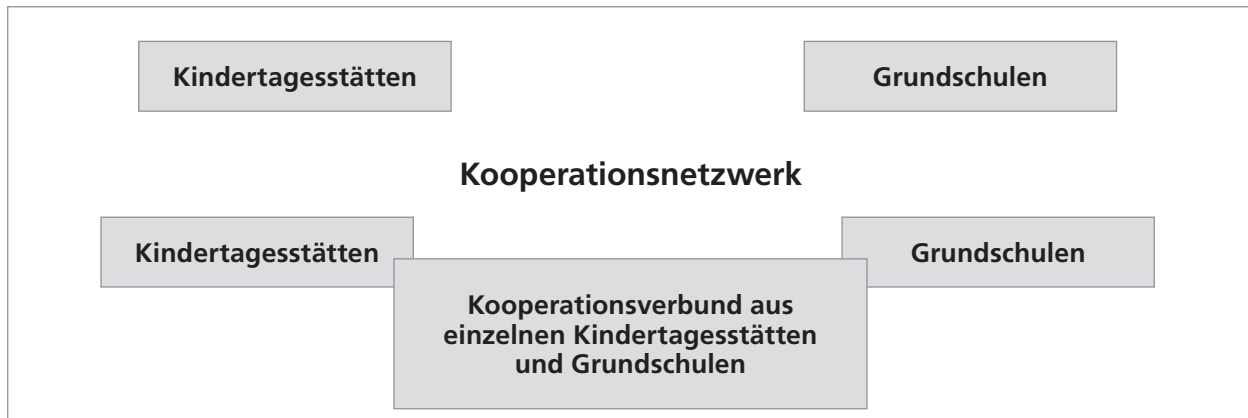 Kindertagesstätten
Grundschulen
Kooperationsnetzwerk
Kindertagesstätten
Grundschulen
Kooperationsverbund aus
einzelnen Kindertagesstätten
und Grundschulen